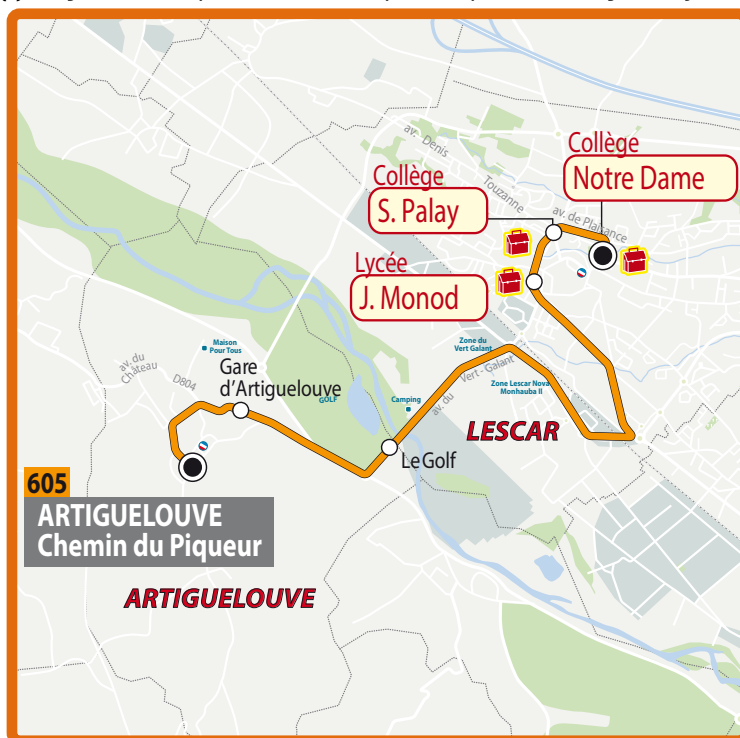 Collège
Notre Dame
Collège
S. Palay
Lycée
J. Monod
av. Denis
Touzanne
av. de Plaisance
Maison
Pour Tous
av. du
Château
D804
Gare
d'Artiguelouve
GOLF
Camping
Zone du
Vert Galant
av. du Vert - Galant
Zone Lescar Nova
Monhauba II
LESCAR
Le Golf
605
ARTIGUELOUVE
Chemin du Piqueur
ARTIGUELOUVE